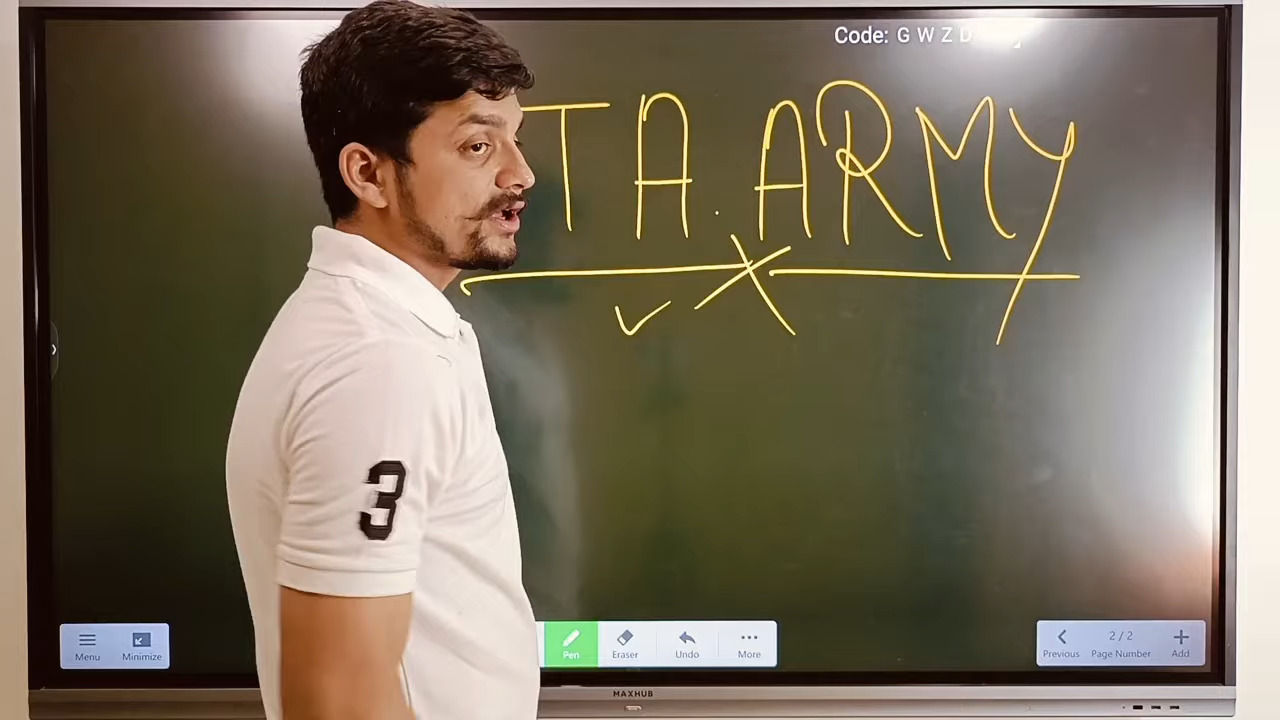 Code: G W Z D
TA. ARMY
3
Menu Minimize Pen Eraser Undo More Previous 2 / 2 Page Number Add
MAXHUB